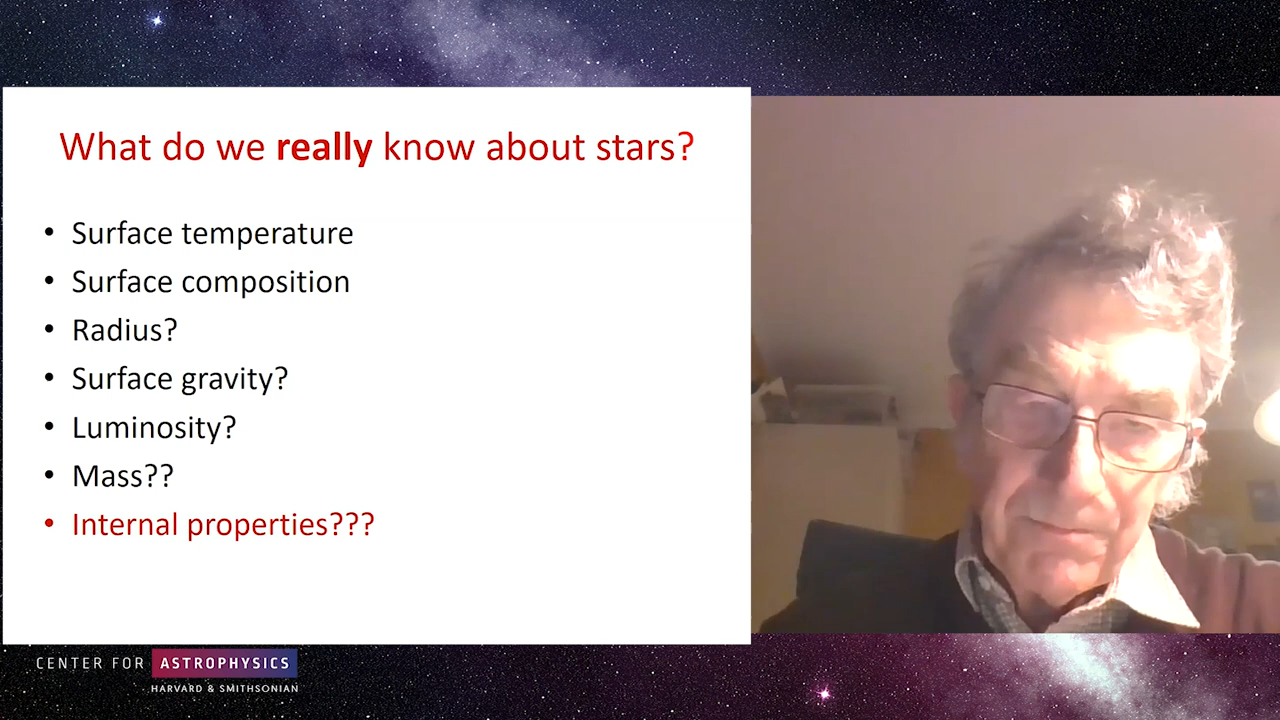 What do we really know about stars?
• Surface temperature
• Surface composition
• Radius?
• Surface gravity?
• Luminosity?
• Mass??
• Internal properties???
CENTER FOR ASTROPHYSICS
HARVARD & SMITHSONIAN